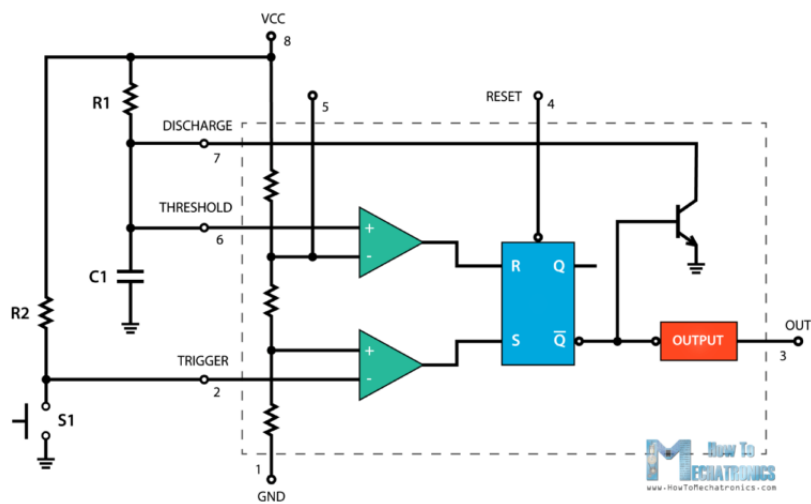 VCC
8
R1
5
RESET
4
DISCHARGE
7
THRESHOLD
6
+
-
C1
R Q
R2
+
-
S Q̅
OUTPUT
OUT
3
TRIGGER
2
S1
1
GND
How To
MECHATRONICS
www.HowToMechatronics.com